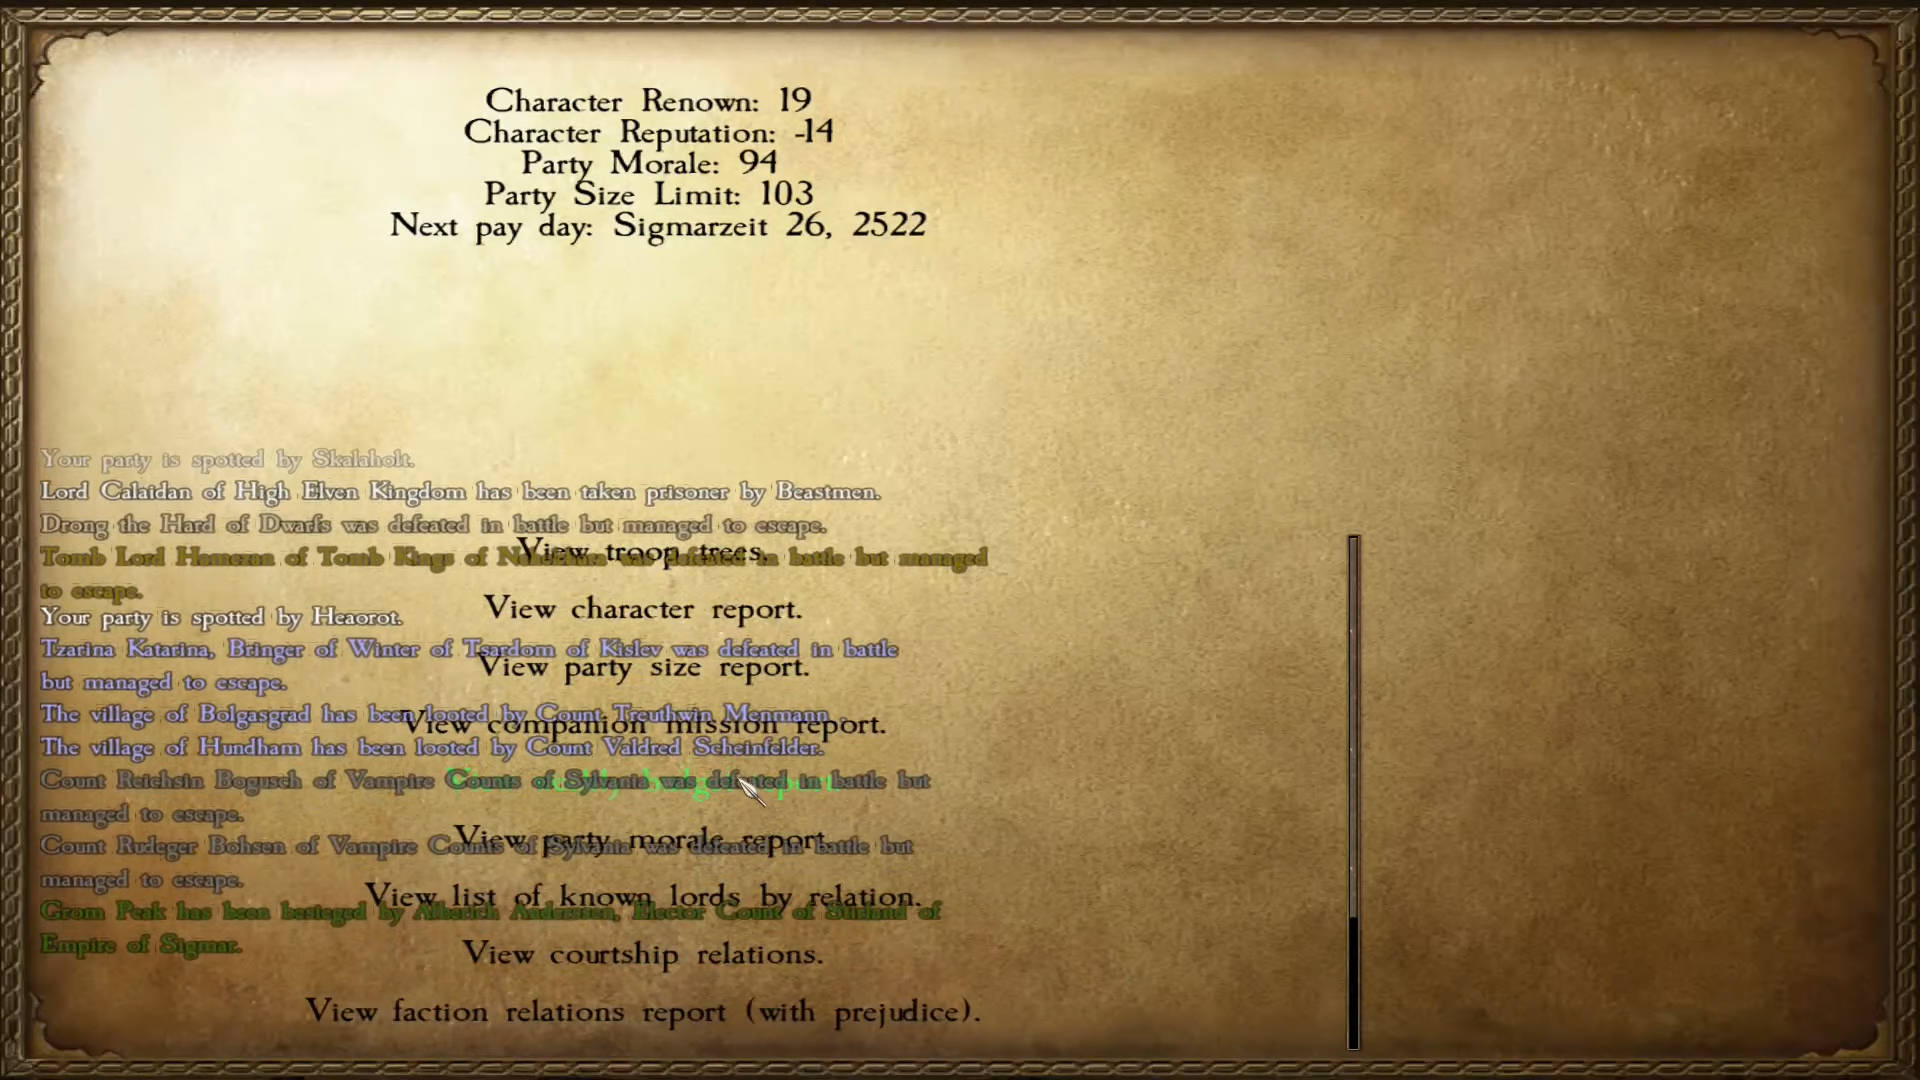 Character Renown: 19
Character Reputation: -14
Party Morale: 94
Party Size Limit: 103
Next pay day: Sigmarzeit 26, 2522
Your party is spotted by Skalaholt.
Lord Calaidan of High Elven Kingdom has been taken prisoner by Beastmen.
Drong the Hard of Dwarfs was defeated in battle but managed to escape.
View troop trees.
Tomb Lord Homezan of Tomb Kings of was defeated in battle but managed
to escape.
View character report.
Your party is spotted by Heaorot.
Tzarina Katarina, Bringer of Winter of Tsardom of Kislev was defeated in battle
View party size report.
but managed to escape.
The village of Bolgasgrad has been looted by Count Treuthwin Menmann.
View companion mission report.
The village of Hundham has been looted by Count Valdred Scheinfelder.
Count Reichsin Bogusch of Vampire Counts of Sylvania was defeated in battle but
managed to escape.
View party morale report.
Count Rudeger Bohsen of Vampire Counts of Sylvania was defeated in battle but
managed to escape.
View list of known lords by relation.
Grom Peak has been besieged by Alberich Anderssen, Elector Count of Stirland of
Empire of Sigmar.
View courtship relations.
View faction relations report (with prejudice).